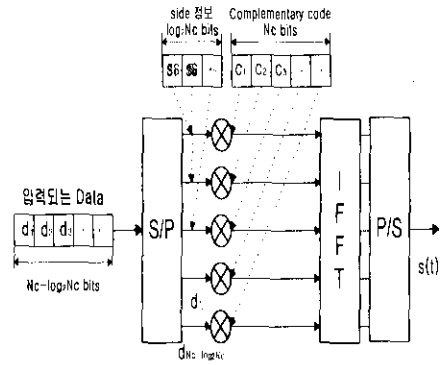 side 정보
log₂Nc bits
Complementary code
Nc bits
C₁ C₂ C₃
입력되는 Data
d₁ d₂ d₃
Nc-log₂Nc bits
S/P
I
F
F
T
P/S
s(t)